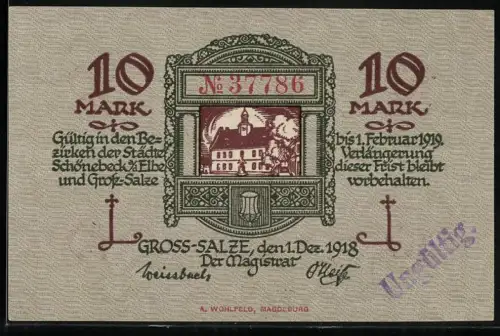 10 MARK
№ 37786
10 MARK
Gültig in den Be-
zirken der Städte
Schönebeck a/Elbe
und Groß-Salze
bis 1. Februar 1919.
Verlängerung
dieser Frist bleibt
vorbehalten.
GROSS-SALZE, den 1. Dez. 1918
Der Magistrat
Weissbach
A. WOHLFELD, MAGDEBURG
Ungültig.